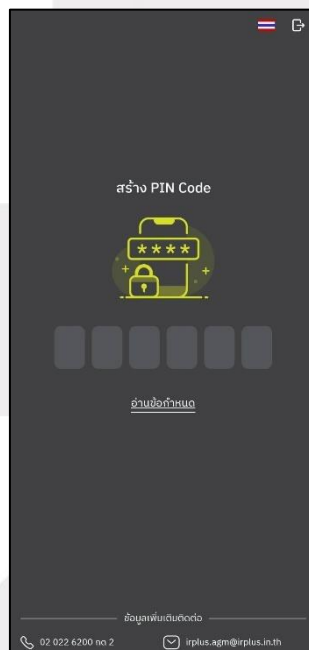 สร้าง PIN Code
****
อ่านข้อกำหนด
ข้อมูลเพิ่มเติมติดต่อ
02 022 6200 กด 2
irplus.agm@irplus.in.th